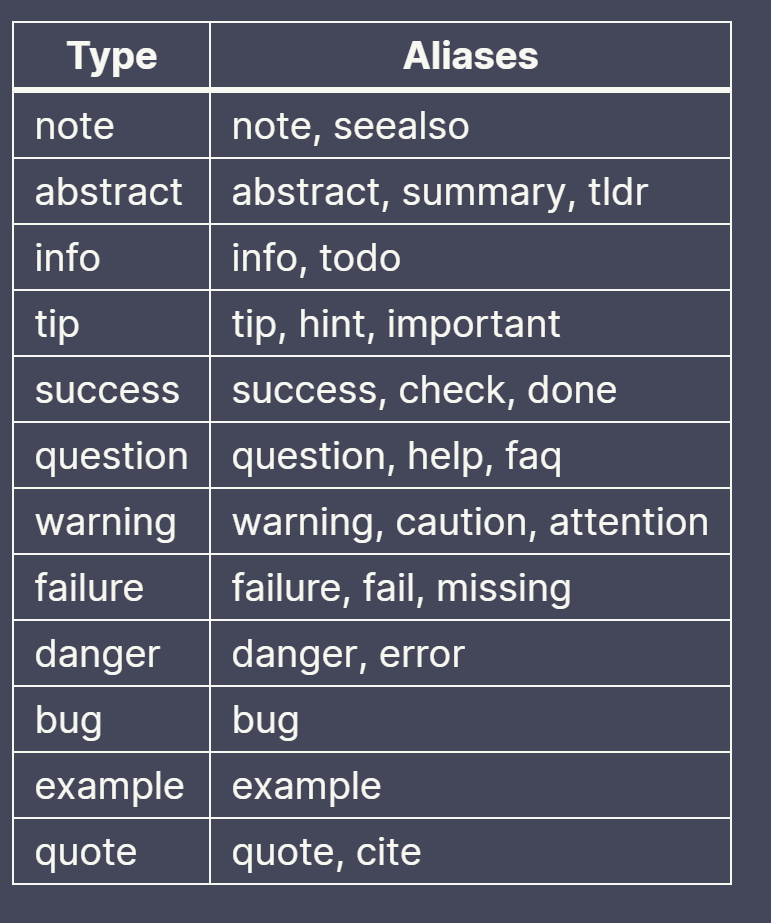 Type Aliases
note note, seealso
abstract abstract, summary, tldr
info info, todo
tip tip, hint, important
success success, check, done
question question, help, faq
warning warning, caution, attention
failure failure, fail, missing
danger danger, error
bug bug
example example
quote quote, cite